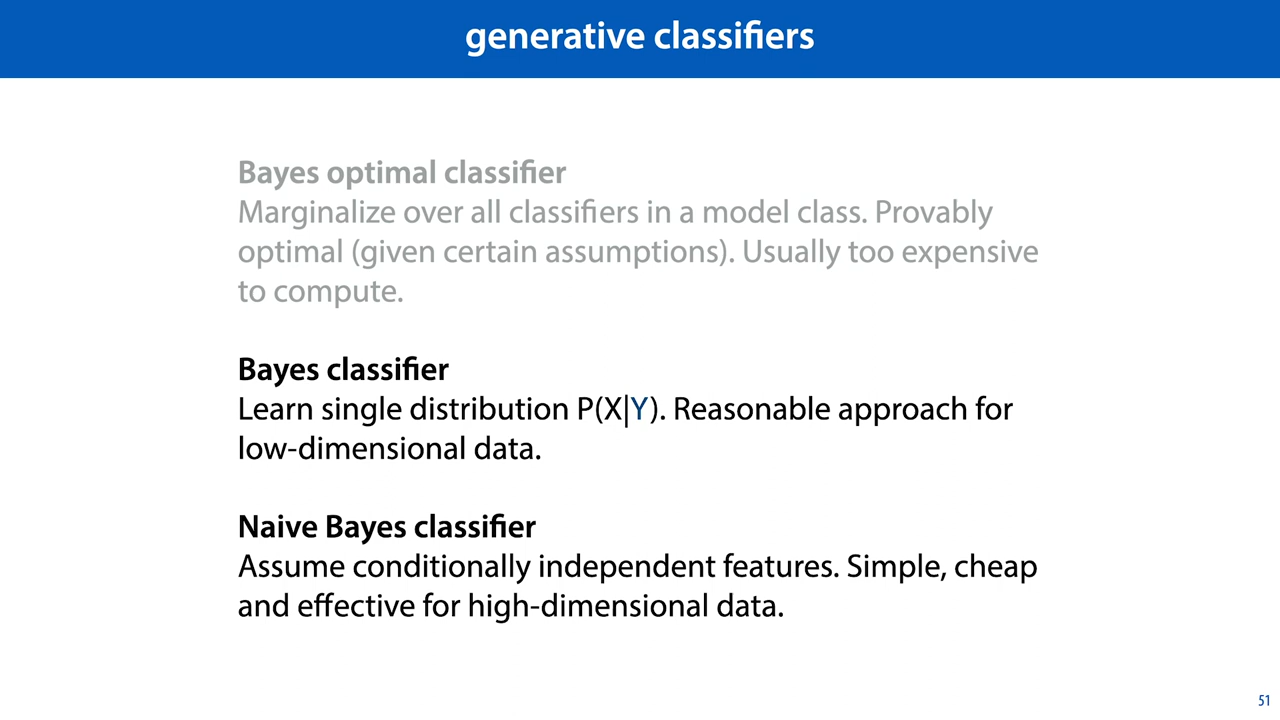 generative classifiers
Bayes optimal classifier
Marginalize over all classifiers in a model class. Provably
optimal (given certain assumptions). Usually too expensive
to compute.
Bayes classifier
Learn single distribution P(X|Y). Reasonable approach for
low-dimensional data.
Naive Bayes classifier
Assume conditionally independent features. Simple, cheap
and effective for high-dimensional data.
51